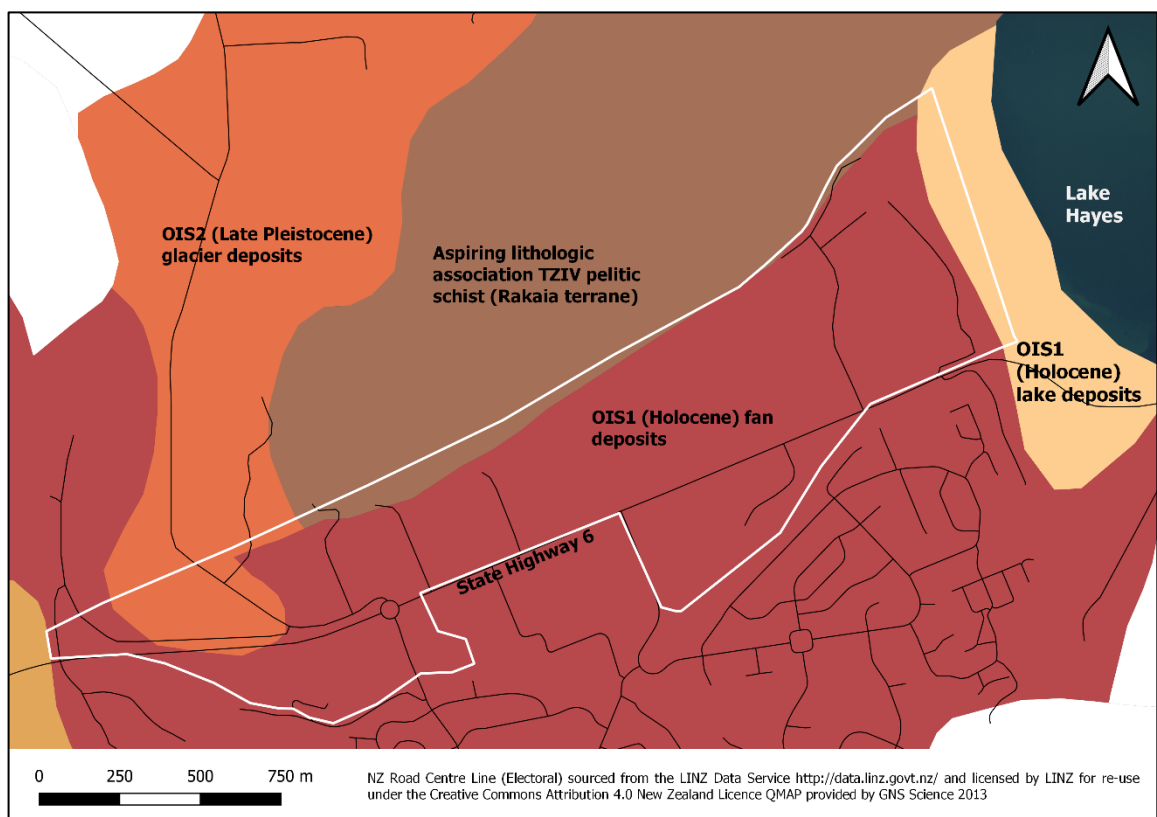 Lake
Hayes
OIS2 (Late Pleistocene)
glacier deposits
Aspiring lithologic
association TZIV pelitic
schist (Rakaia terrane)
OIS1
(Holocene)
lake deposits
OIS1 (Holocene) fan
deposits
State Highway 6
0 250 500 750 m
NZ Road Centre Line (Electoral) sourced from the LINZ Data Service http://data.linz.govt.nz/ and licensed by LINZ for re-use
under the Creative Commons Attribution 4.0 New Zealand Licence QMAP provided by GNS Science 2013